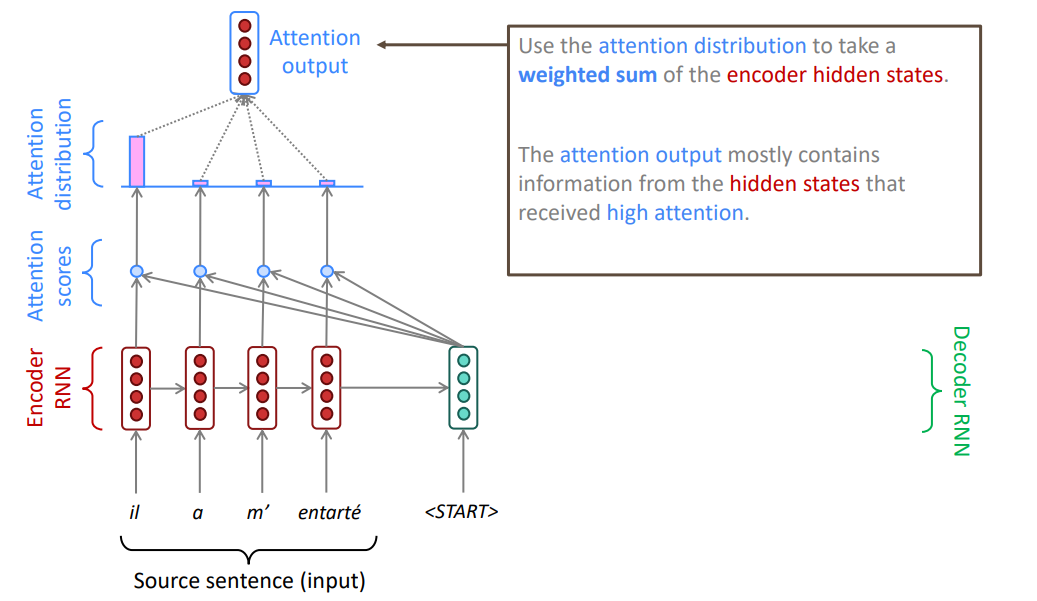 Attention
output
Use the attention distribution to take a
weighted sum of the encoder hidden states.
The attention output mostly contains
information from the hidden states that
received high attention.
Attention
distribution
Attention
scores
Encoder
RNN
Decoder RNN
il a m’ entarté <START>
Source sentence (input)